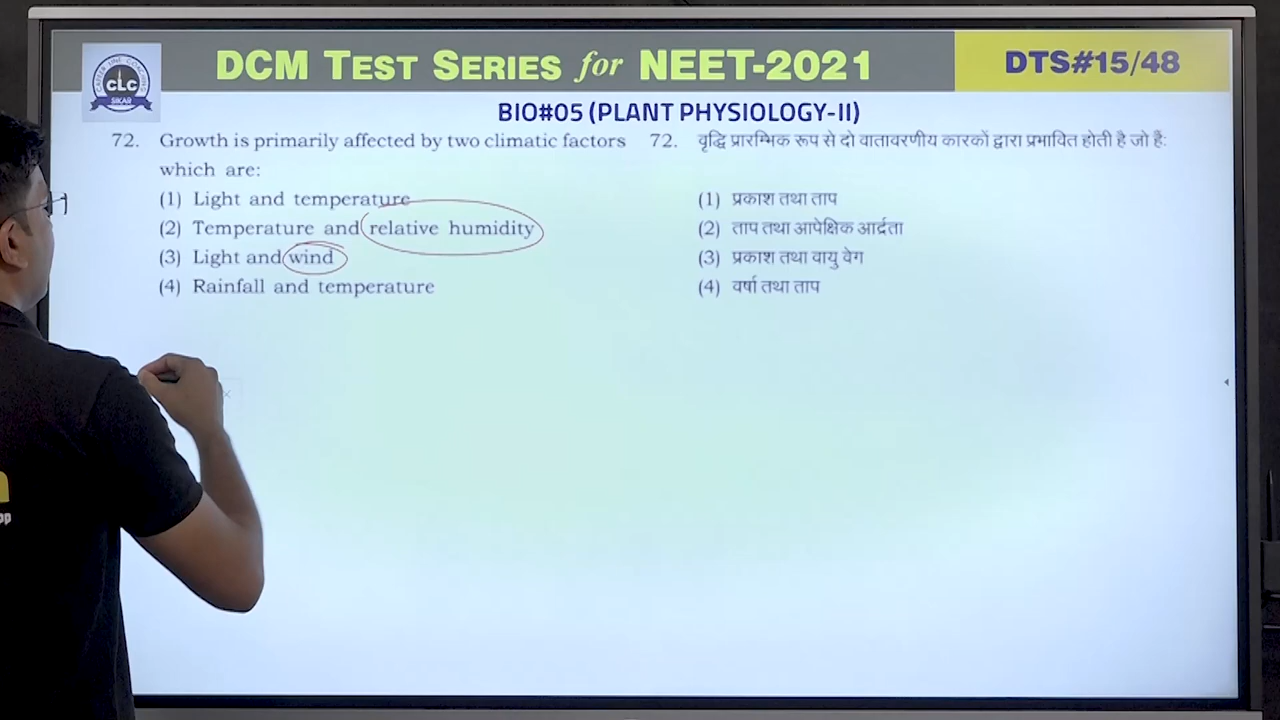 DCM TEST SERIES for NEET-2021
DTS#15/48
CAREER LINE COACHING
CLC
SIKAR
BIO#05 (PLANT PHYSIOLOGY-II)
72. Growth is primarily affected by two climatic factors
which are:
(1) Light and temperature
(2) Temperature and relative humidity
(3) Light and wind
(4) Rainfall and temperature
72. वृद्धि प्रारम्भिक रूप से दो वातावरणीय कारकों द्वारा प्रभावित होती है जो है:
(1) प्रकाश तथा ताप
(2) ताप तथा आपेक्षिक आर्द्रता
(3) प्रकाश तथा वायु वेग
(4) वर्षा तथा ताप